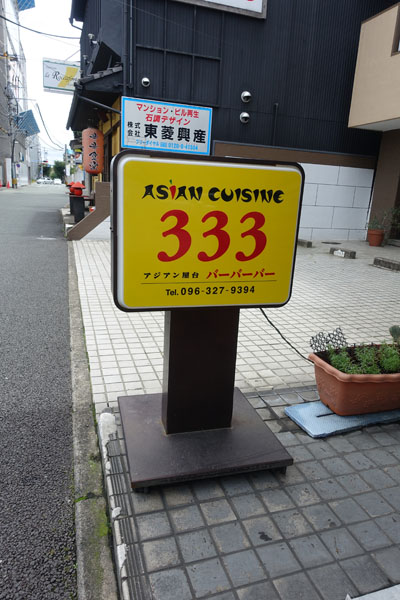 マンション・ビル再生
石調デザイン
株式会社 東菱興産
ASIAN CUISINE
333
アジアン屋台 バーバーバー
Tel. 096-327-9394